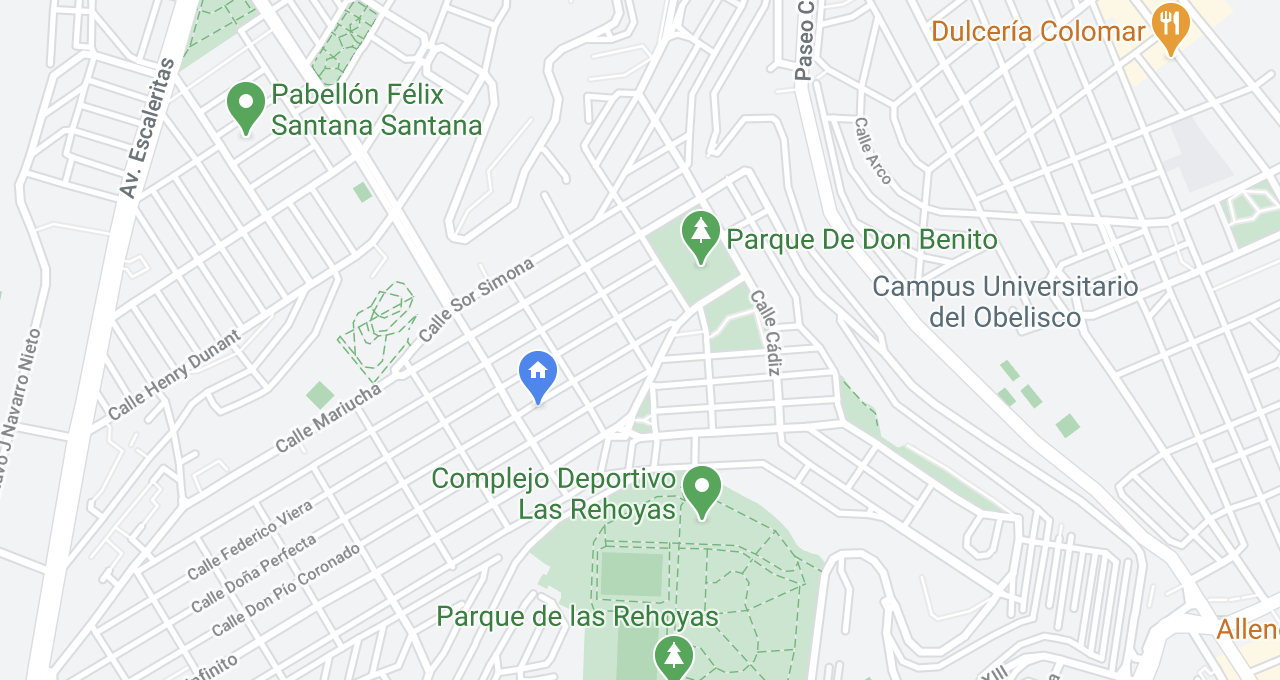 Dulcería Colomar
Paseo C
Pabellón Félix
Santana Santana
Av. Escaleritas
Calle Arco
Parque De Don Benito
Calle Sor Simona
Campus Universitario
del Obelisco
Calle Cádiz
Calle Henry Dunant
avo J Navarro Nieto
Calle Mariucha
Complejo Deportivo
Las Rehoyas
Calle Federico Viera
Calle Doña Perfecta
Calle Don Pío Coronado
Parque de las Rehoyas
Allen
nfinito
XIII